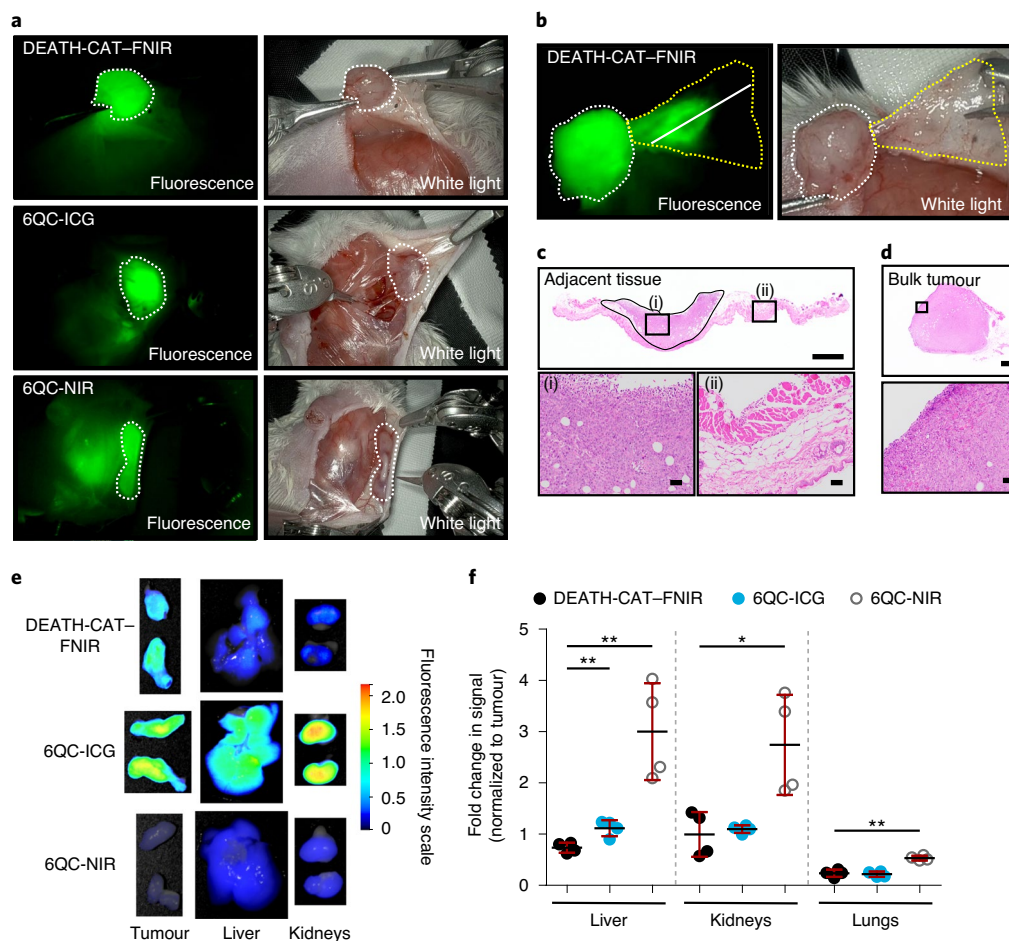 a
DEATH-CAT–FNIR
Fluorescence
White light
6QC-ICG
Fluorescence
White light
6QC-NIR
Fluorescence
White light
b
DEATH-CAT–FNIR
Fluorescence
White light
c
Adjacent tissue
(i)
(ii)
(i)
(ii)
d
Bulk tumour
e
DEATH-CAT–
FNIR
6QC-ICG
6QC-NIR
Tumour
Liver
Kidneys
2.0
1.5
1.0
0.5
0
Fluorescence intensity scale
f
DEATH-CAT–FNIR
6QC-ICG
6QC-NIR
Fold change in signal
(normalized to tumour)
5
4
3
2
1
0
**
**
*
**
Liver
Kidneys
Lungs